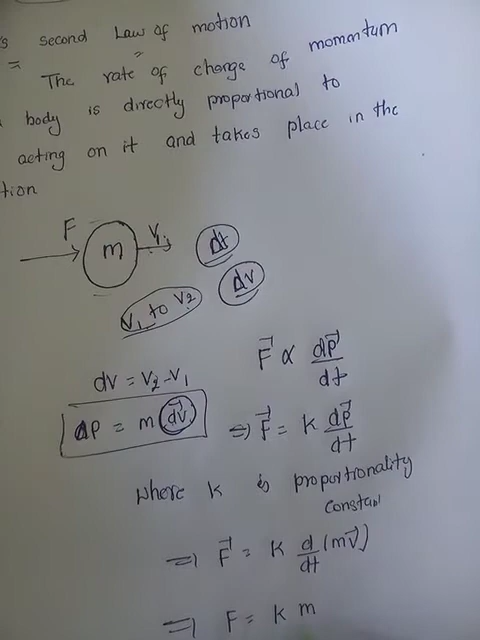 s second Law of motion
The rate of change of momentum
body is directly proportional to
acting on it and takes place in the
tion
F
m
V₁
dt
dv
V₁ to V₂
dv = V₂-V₁
F⃗ ∝ dp⃗/dt
dp = m dv⃗
⇒ F⃗ = K dp⃗/dt
where K is proportionality
constant
⇒ F⃗ = K d/dt (mv⃗)
⇒ F = K m